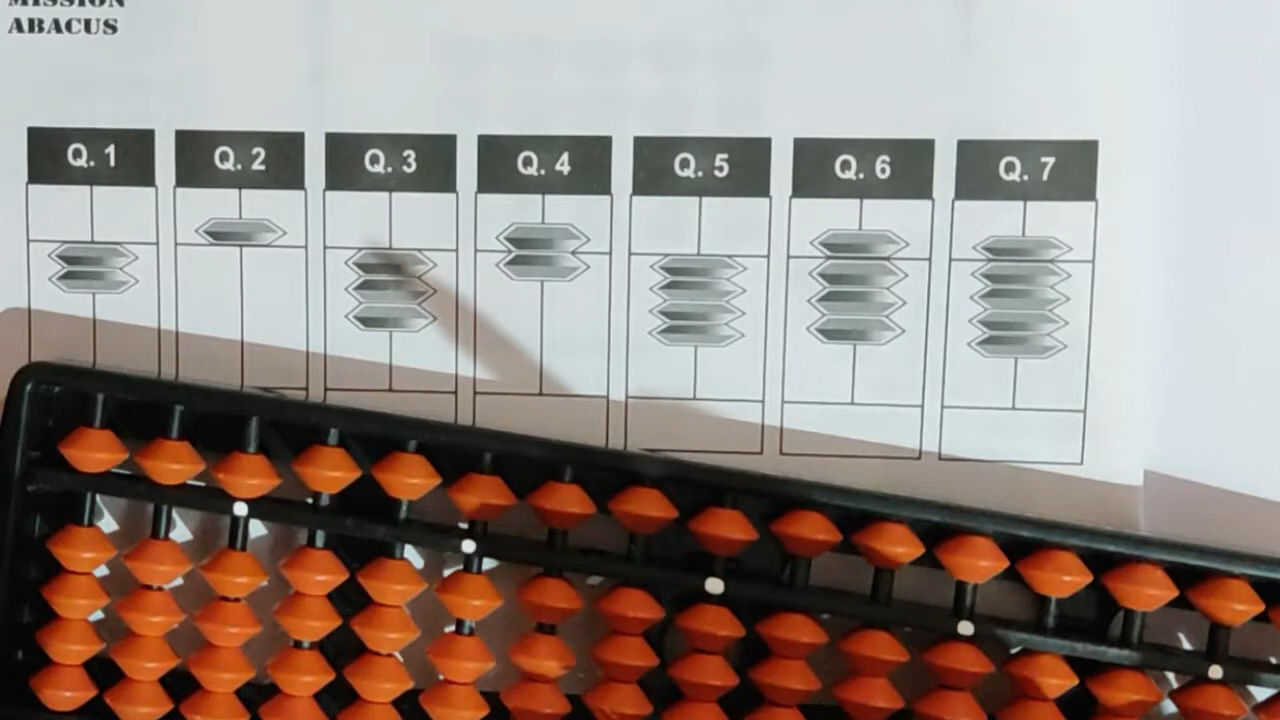 MISSION
ABACUS
Q. 1
Q. 2
Q. 3
Q. 4
Q. 5
Q. 6
Q. 7